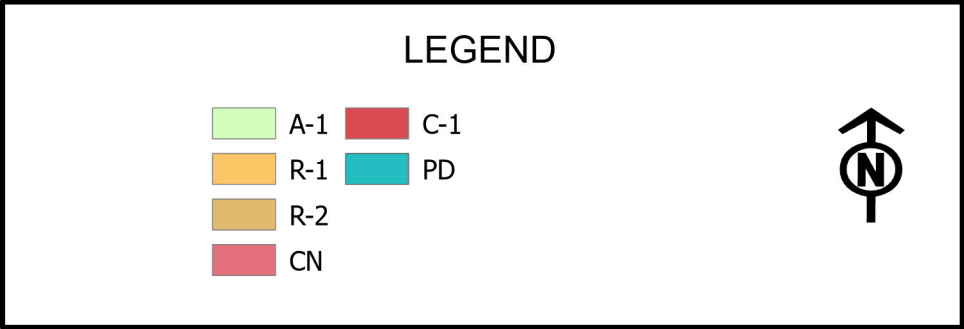 LEGEND
A-1
R-1
R-2
CN
C-1
PD
N